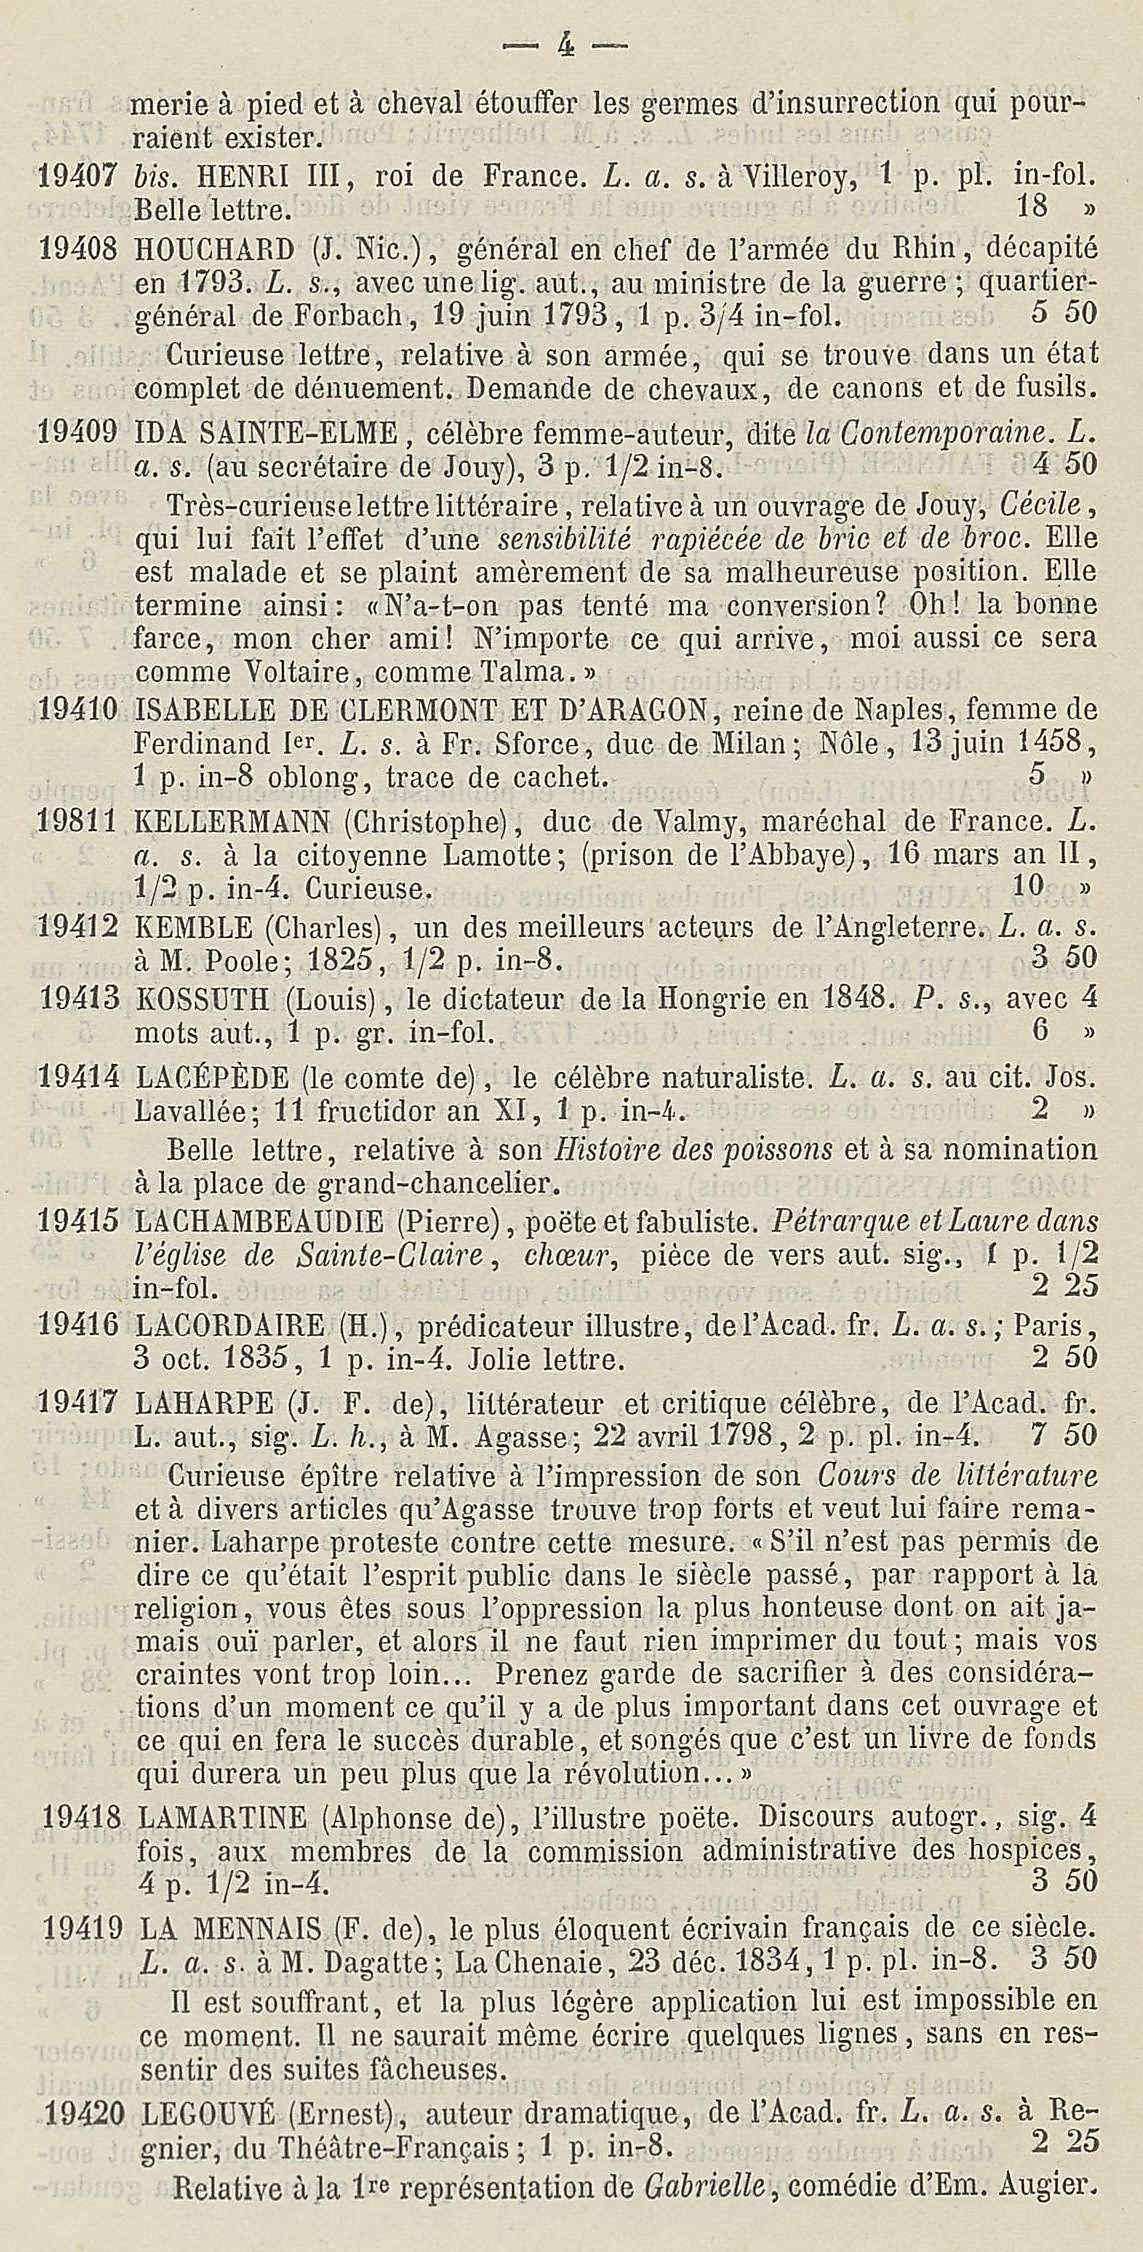 — 4 —
merie à pied et à cheval étouffer les germes d'insurrection qui pour-
raient exister.
19407 bis. HENRI III, roi de France. L. a. s. à Villeroy, 1 p. pl. in-fol.
Belle lettre. 18 »
19408 HOUCHARD (J. Nic.), général en chef de l'armée du Rhin, décapité
en 1793. L. s., avec une lig. aut., au ministre de la guerre; quartier-
général de Forbach, 19 juin 1793, 1 p. 3/4 in-fol. 5 50
Curieuse lettre, relative à son armée, qui se trouve dans un état
complet de dénuement. Demande de chevaux, de canons et de fusils.
19409 IDA SAINTE-ELME, célèbre femme-auteur, dite la Contemporaine. L.
a. s. (au secrétaire de Jouy), 3 p. 1/2 in-8. 4 50
Très-curieuse lettre littéraire, relative à un ouvrage de Jouy, Cécile,
qui lui fait l'effet d'une sensibilité rapiécée de bric et de broc. Elle
est malade et se plaint amèrement de sa malheureuse position. Elle
termine ainsi: «N'a-t-on pas tenté ma conversion? Oh! la bonne
farce, mon cher ami! N'importe ce qui arrive, moi aussi ce sera
comme Voltaire, comme Talma.»
19410 ISABELLE DE CLERMONT ET D'ARAGON, reine de Naples, femme de
Ferdinand Ier. L. s. à Fr. Sforce, duc de Milan; Nôle, 13 juin 1458,
1 p. in-8 oblong, trace de cachet. 5 »
19811 KELLERMANN (Christophe), duc de Valmy, maréchal de France. L.
a. s. à la citoyenne Lamotte; (prison de l'Abbaye), 16 mars an II,
1/2 p. in-4. Curieuse. 10 »
19412 KEMBLE (Charles), un des meilleurs acteurs de l'Angleterre. L. a. s.
à M. Poole; 1825, 1/2 p. in-8. 3 50
19413 KOSSUTH (Louis), le dictateur de la Hongrie en 1848. P. s., avec 4
mots aut., 1 p. gr. in-fol. 6 »
19414 LACÉPÈDE (le comte de), le célèbre naturaliste. L. a. s. au cit. Jos.
Lavallée; 11 fructidor an XI, 1 p. in-4. 2 »
Belle lettre, relative à son Histoire des poissons et à sa nomination
à la place de grand-chancelier.
19415 LACHAMBEAUDIE (Pierre), poëte et fabuliste. Pétrarque et Laure dans
l'église de Sainte-Claire, chœur, pièce de vers aut. sig., 1 p. 1/2
in-fol. 2 25
19416 LACORDAIRE (H.), prédicateur illustre, de l'Acad. fr. L. a. s.; Paris,
3 oct. 1835, 1 p. in-4. Jolie lettre. 2 50
19417 LAHARPE (J. F. de), littérateur et critique célèbre, de l'Acad. fr.
L. aut., sig. L. h., à M. Agasse; 22 avril 1798, 2 p. pl. in-4. 7 50
Curieuse épître relative à l'impression de son Cours de littérature
et à divers articles qu'Agasse trouve trop forts et veut lui faire rema-
nier. Laharpe proteste contre cette mesure. «S'il n'est pas permis de
dire ce qu'était l'esprit public dans le siècle passé, par rapport à la
religion, vous êtes sous l'oppression la plus honteuse dont on ait ja-
mais ouï parler, et alors il ne faut rien imprimer du tout; mais vos
craintes vont trop loin... Prenez garde de sacrifier à des considéra-
tions d'un moment ce qu'il y a de plus important dans cet ouvrage et
ce qui en fera le succès durable, et songés que c'est un livre de fonds
qui durera un peu plus que la révolution...»
19418 LAMARTINE (Alphonse de), l'illustre poëte. Discours autogr., sig. 4
fois, aux membres de la commission administrative des hospices,
4 p. 1/2 in-4. 3 50
19419 LA MENNAIS (F. de), le plus éloquent écrivain français de ce siècle.
L. a. s. à M. Dagatte; La Chenaie, 23 déc. 1834, 1 p. pl. in-8. 3 50
Il est souffrant, et la plus légère application lui est impossible en
ce moment. Il ne saurait même écrire quelques lignes, sans en res-
sentir des suites fâcheuses.
19420 LEGOUVÉ (Ernest), auteur dramatique, de l'Acad. fr. L. a. s. à Re-
gnier, du Théâtre-Français; 1 p. in-8. 2 25
Relative à la 1re représentation de Gabrielle, comédie d'Em. Augier.